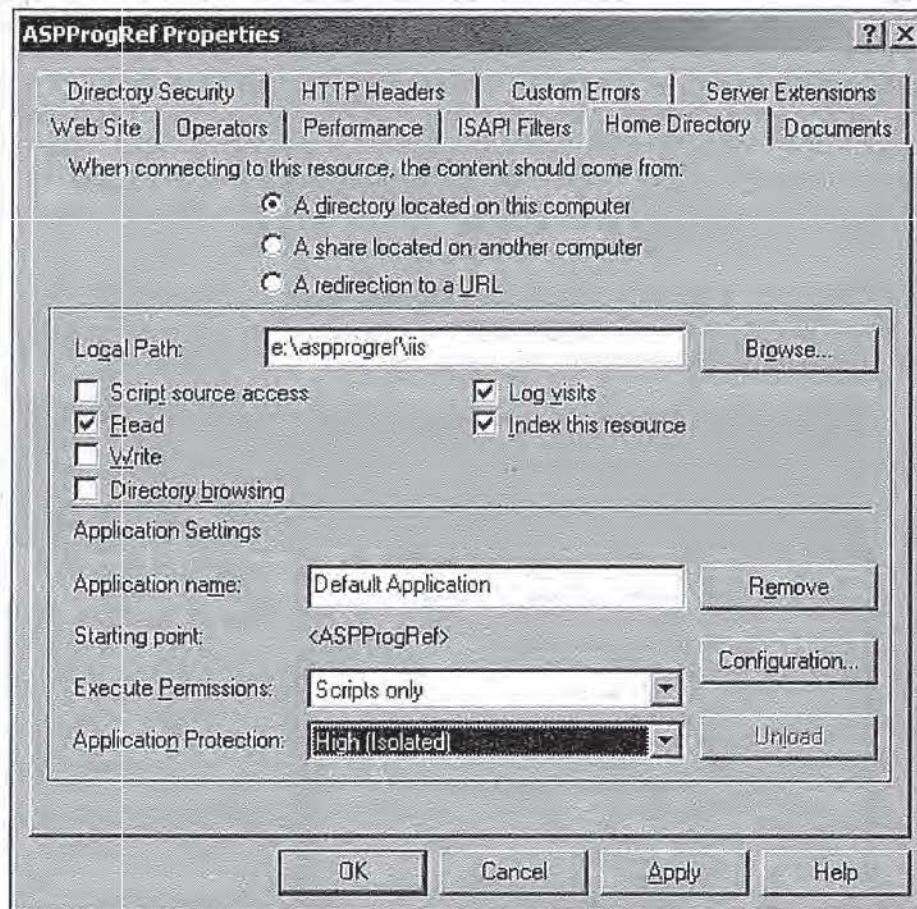 ASPProgRef Properties ? X
Directory Security HTTP Headers Custom Errors Server Extensions
Web Site Operators Performance ISAPI Filters Home Directory Documents
When connecting to this resource, the content should come from:
A directory located on this computer
A share located on another computer
A redirection to a URL
Local Path: e:\aspprogref\iis Browse...
Script source access Log visits
Read Index this resource
Write
Directory browsing
Application Settings
Application name: Default Application Remove
Starting point: <ASPProgRef>
Configuration...
Execute Permissions: Scripts only
Application Protection: High (Isolated) Unload
OK Cancel Apply Help